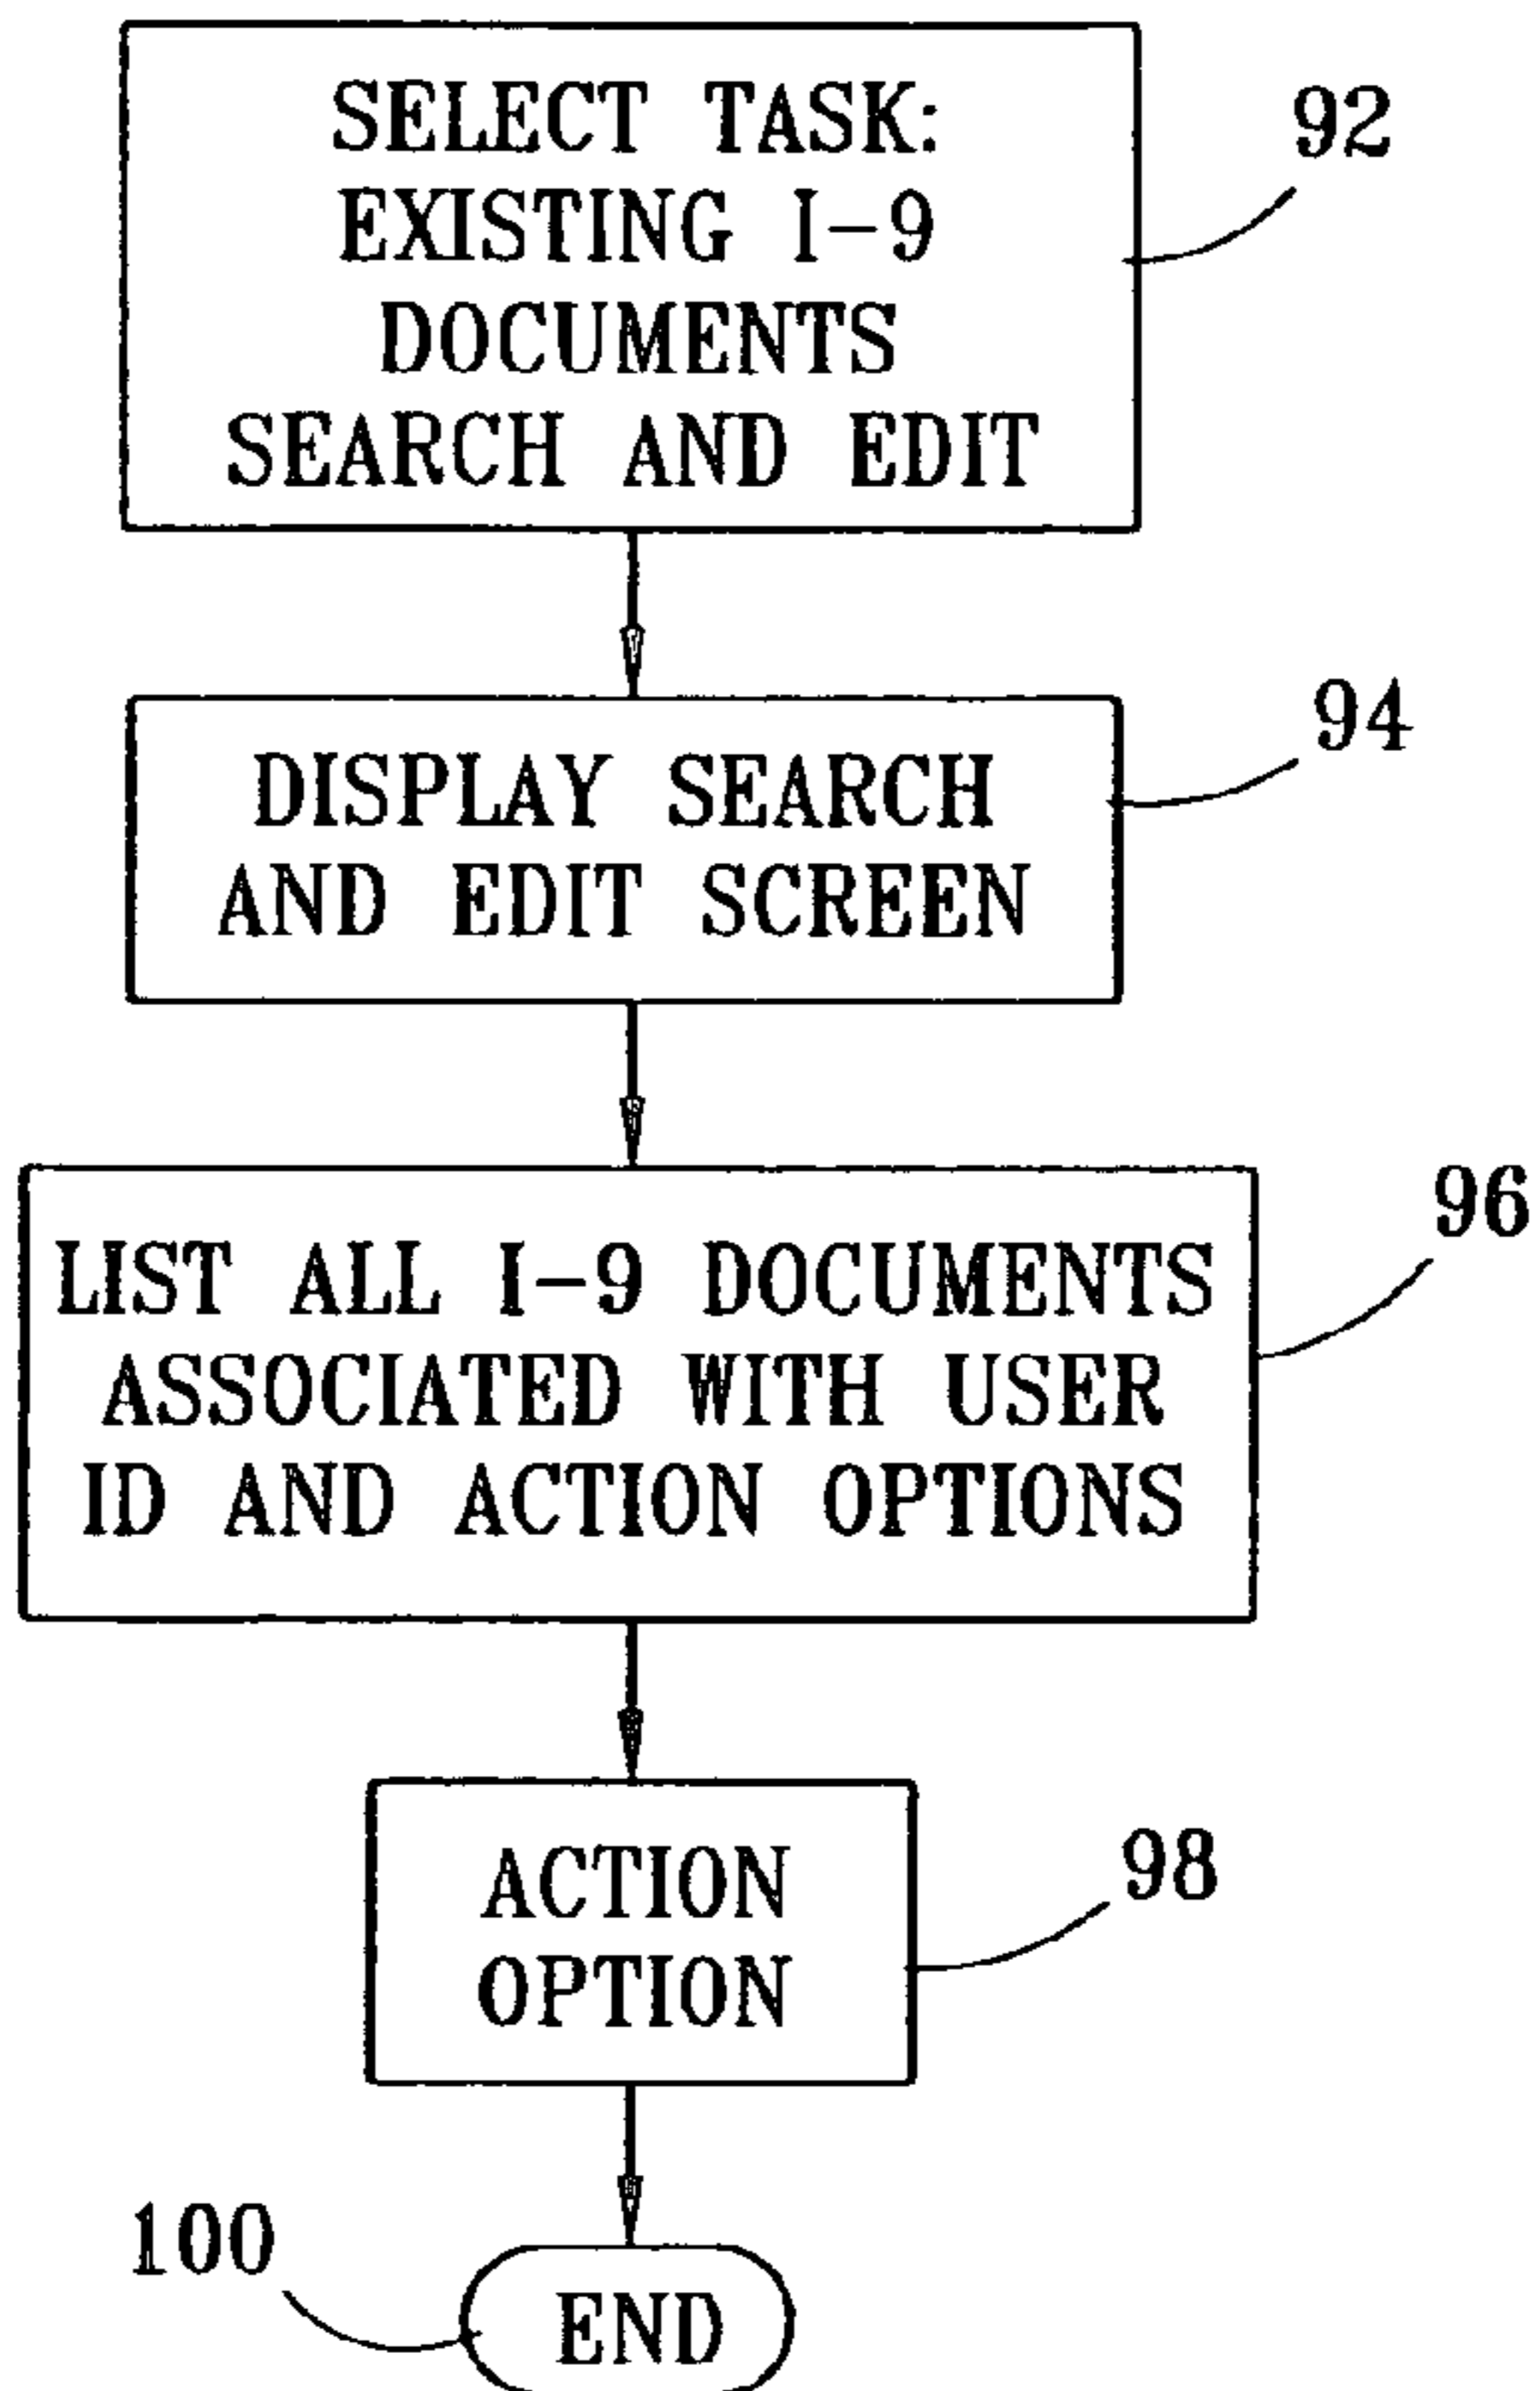 SELECT TASK:
EXISTING I-9
DOCUMENTS
SEARCH AND EDIT
92
DISPLAY SEARCH
AND EDIT SCREEN
94
LIST ALL I-9 DOCUMENTS
ASSOCIATED WITH USER
ID AND ACTION OPTIONS
96
ACTION
OPTION
98
100
END